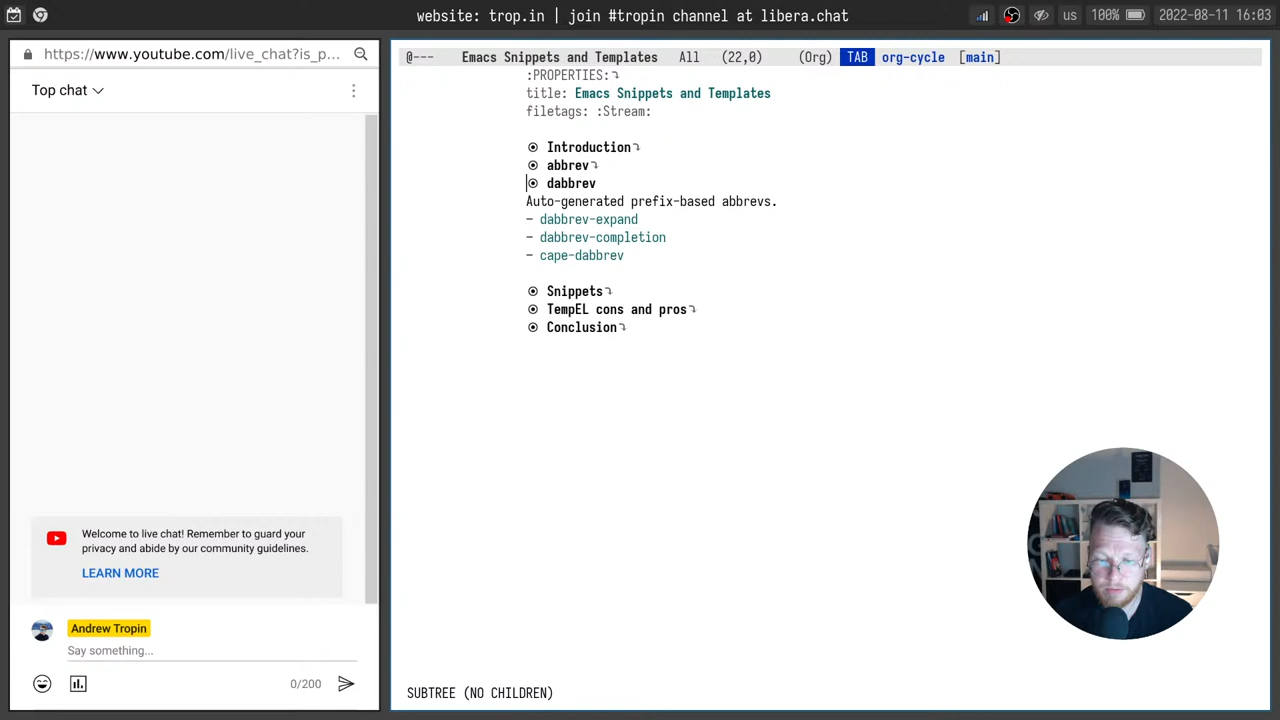 website: trop.in | join #tropin channel at libera.chat
us 100% 2022-08-11 16:03
https://www.youtube.com/live_chat?is_p...
Top chat
Welcome to live chat! Remember to guard your
privacy and abide by our community guidelines.
LEARN MORE
Andrew Tropin
Say something...
0/200
@--- Emacs Snippets and Templates All (22,0) (Org) TAB org-cycle [main]
:PROPERTIES:
title: Emacs Snippets and Templates
filetags: :Stream:
Introduction
abbrev
dabbrev
Auto-generated prefix-based abbrevs.
- dabbrev-expand
- dabbrev-completion
- cape-dabbrev
Snippets
TempEL cons and pros
Conclusion
SUBTREE (NO CHILDREN)